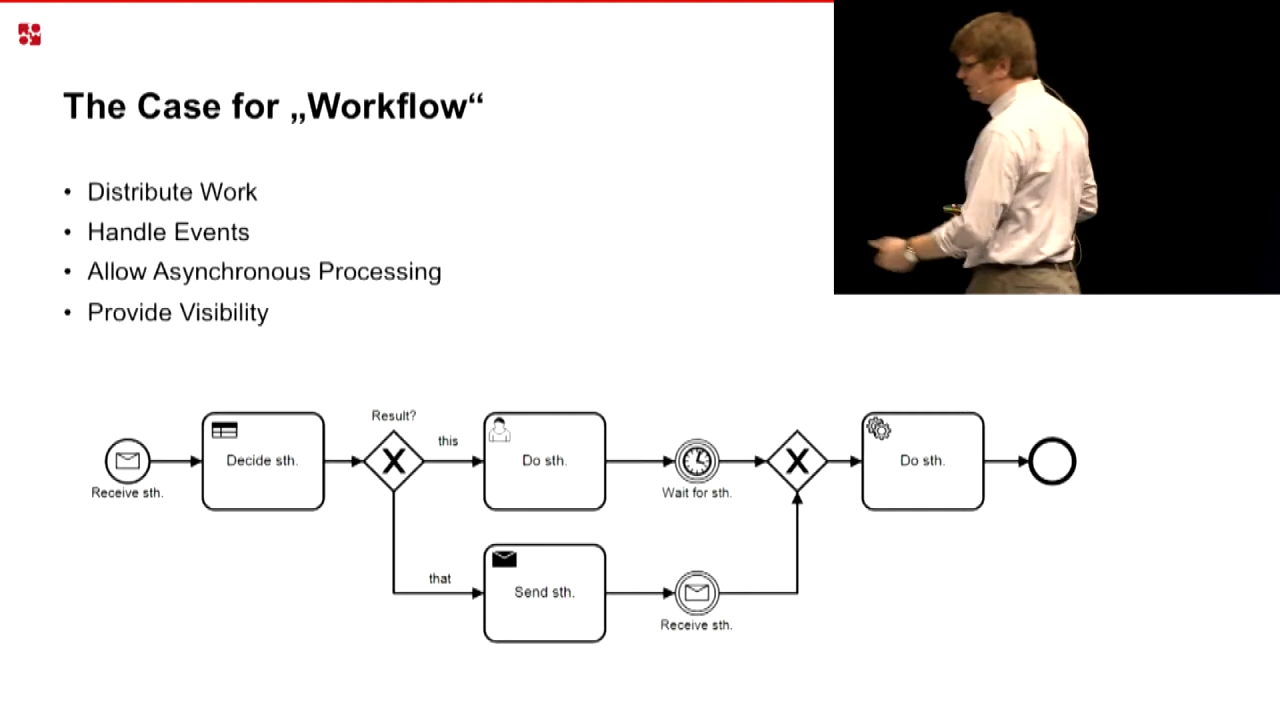 The Case for „Workflow“
• Distribute Work
• Handle Events
• Allow Asynchronous Processing
• Provide Visibility
Result?
this
Decide sth.
Do sth.
Do sth.
Receive sth.
Wait for sth.
that
Send sth.
Receive sth.